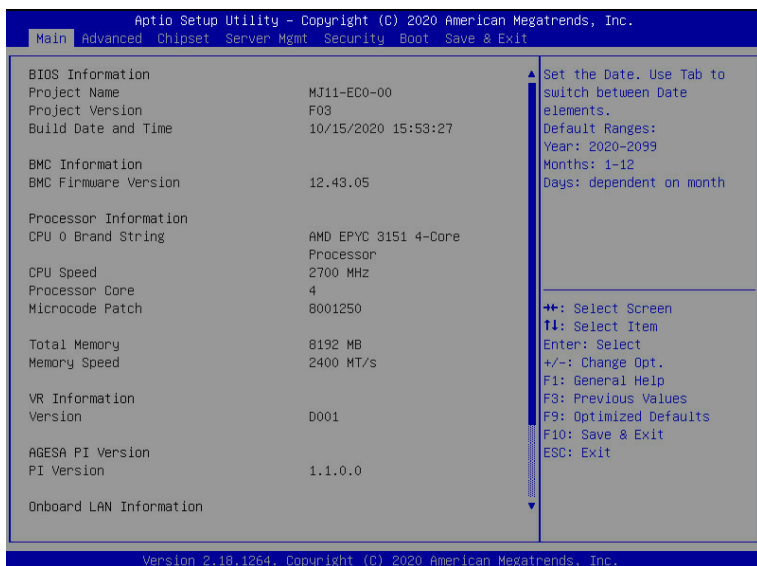 Aptio Setup Utility – Copyright (C) 2020 American Megatrends, Inc.
Main Advanced Chipset Server Mgmt Security Boot Save & Exit
BIOS Information
Project Name MJ11-EC0-00
Project Version F03
Build Date and Time 10/15/2020 15:53:27
BMC Information
BMC Firmware Version 12.43.05
Processor Information
CPU 0 Brand String AMD EPYC 3151 4-Core
Processor
CPU Speed 2700 MHz
Processor Core 4
Microcode Patch 8001250
Total Memory 8192 MB
Memory Speed 2400 MT/s
VR Information
Version D001
AGESA PI Version
PI Version 1.1.0.0
Onboard LAN Information
Set the Date. Use Tab to
switch between Date
elements.
Default Ranges:
Year: 2020-2099
Months: 1-12
Days: dependent on month
→←: Select Screen
↑↓: Select Item
Enter: Select
+/-: Change Opt.
F1: General Help
F3: Previous Values
F9: Optimized Defaults
F10: Save & Exit
ESC: Exit
Version 2.18.1264. Copyright (C) 2020 American Megatrends, Inc.